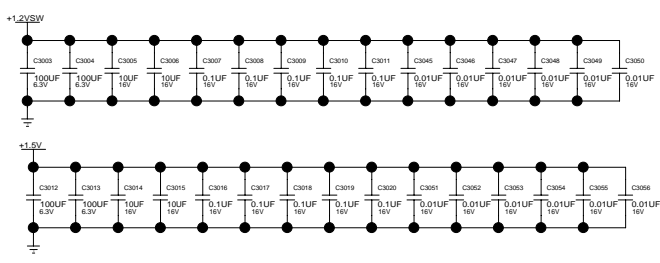 +1.2VSW
C3003 C3004 C3005 C3006 C3007 C3008 C3009 C3010 C3011 C3045 C3046 C3047 C3048 C3049 C3050
100UF 100UF 10UF 10UF 0.1UF 0.1UF 0.1UF 0.1UF 0.1UF 0.01UF 0.01UF 0.01UF 0.01UF 0.01UF 0.01UF
6.3V 6.3V 16V 16V 16V 16V 16V 16V 16V 16V 16V 16V 16V 16V 16V
+1.5V
C3012 C3013 C3014 C3015 C3016 C3017 C3018 C3019 C3020 C3051 C3052 C3053 C3054 C3055 C3056
100UF 100UF 10UF 10UF 0.1UF 0.1UF 0.1UF 0.1UF 0.1UF 0.01UF 0.01UF 0.01UF 0.01UF 0.01UF 0.01UF
6.3V 6.3V 16V 16V 16V 16V 16V 16V 16V 16V 16V 16V 16V 16V 16V